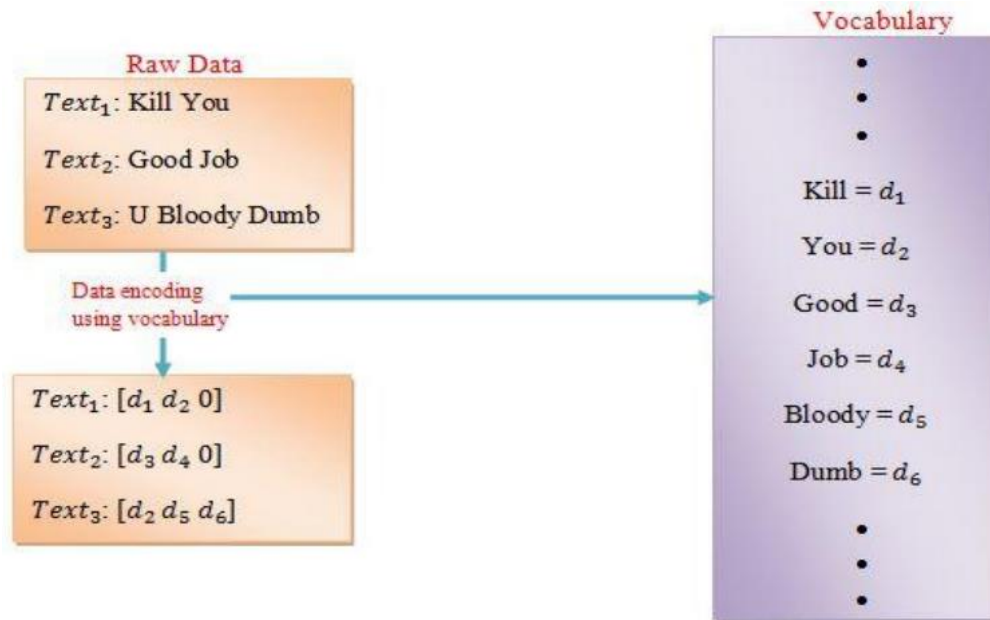 Raw Data
Text₁: Kill You
Text₂: Good Job
Text₃: U Bloody Dumb
Data encoding
using vocabulary
Text₁: [d₁ d₂ 0]
Text₂: [d₃ d₄ 0]
Text₃: [d₂ d₅ d₆]
Vocabulary
Kill = d₁
You = d₂
Good = d₃
Job = d₄
Bloody = d₅
Dumb = d₆